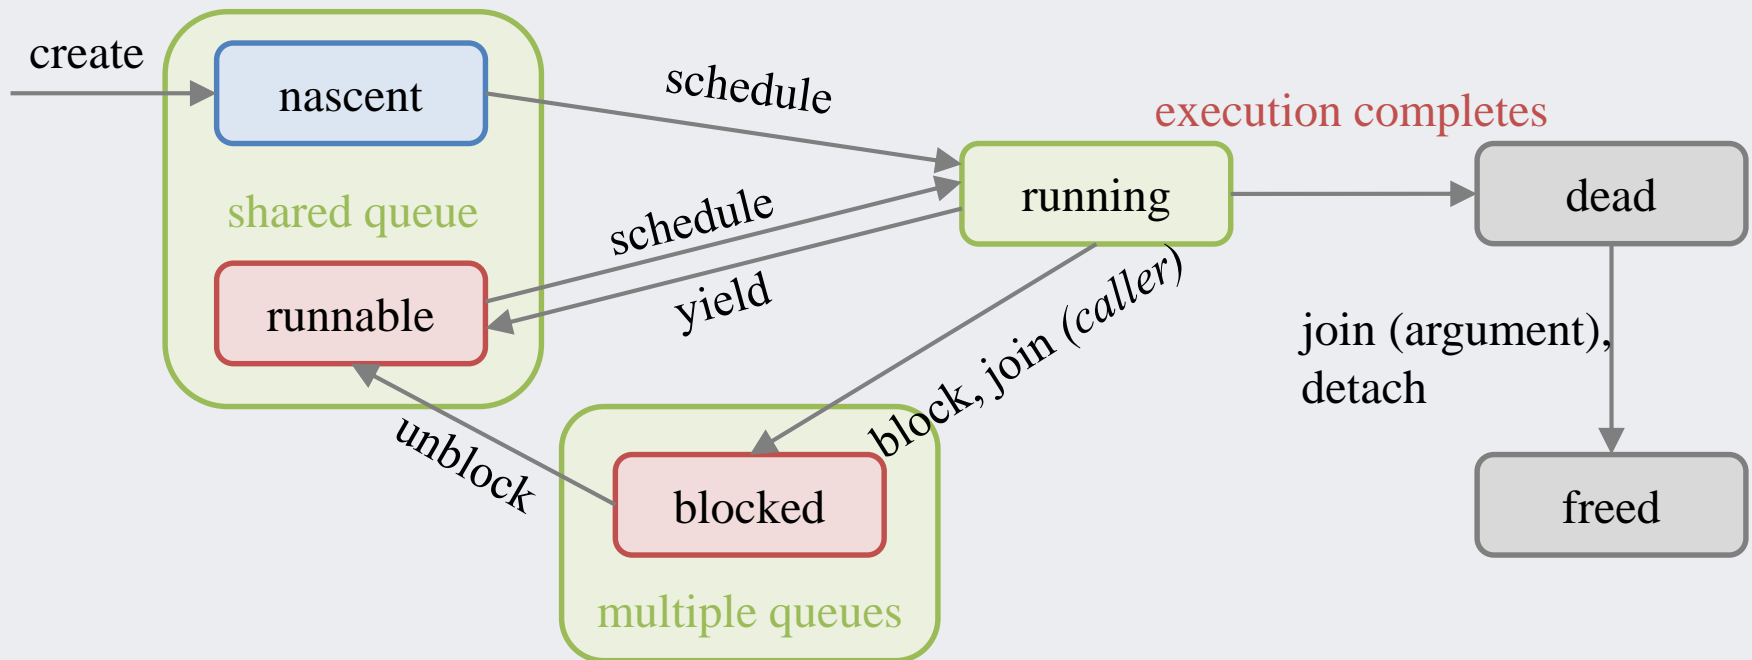 create
nascent
schedule
execution completes
shared queue
schedule
running
dead
runnable
yield
block, join (caller)
join (argument),
detach
unblock
blocked
freed
multiple queues